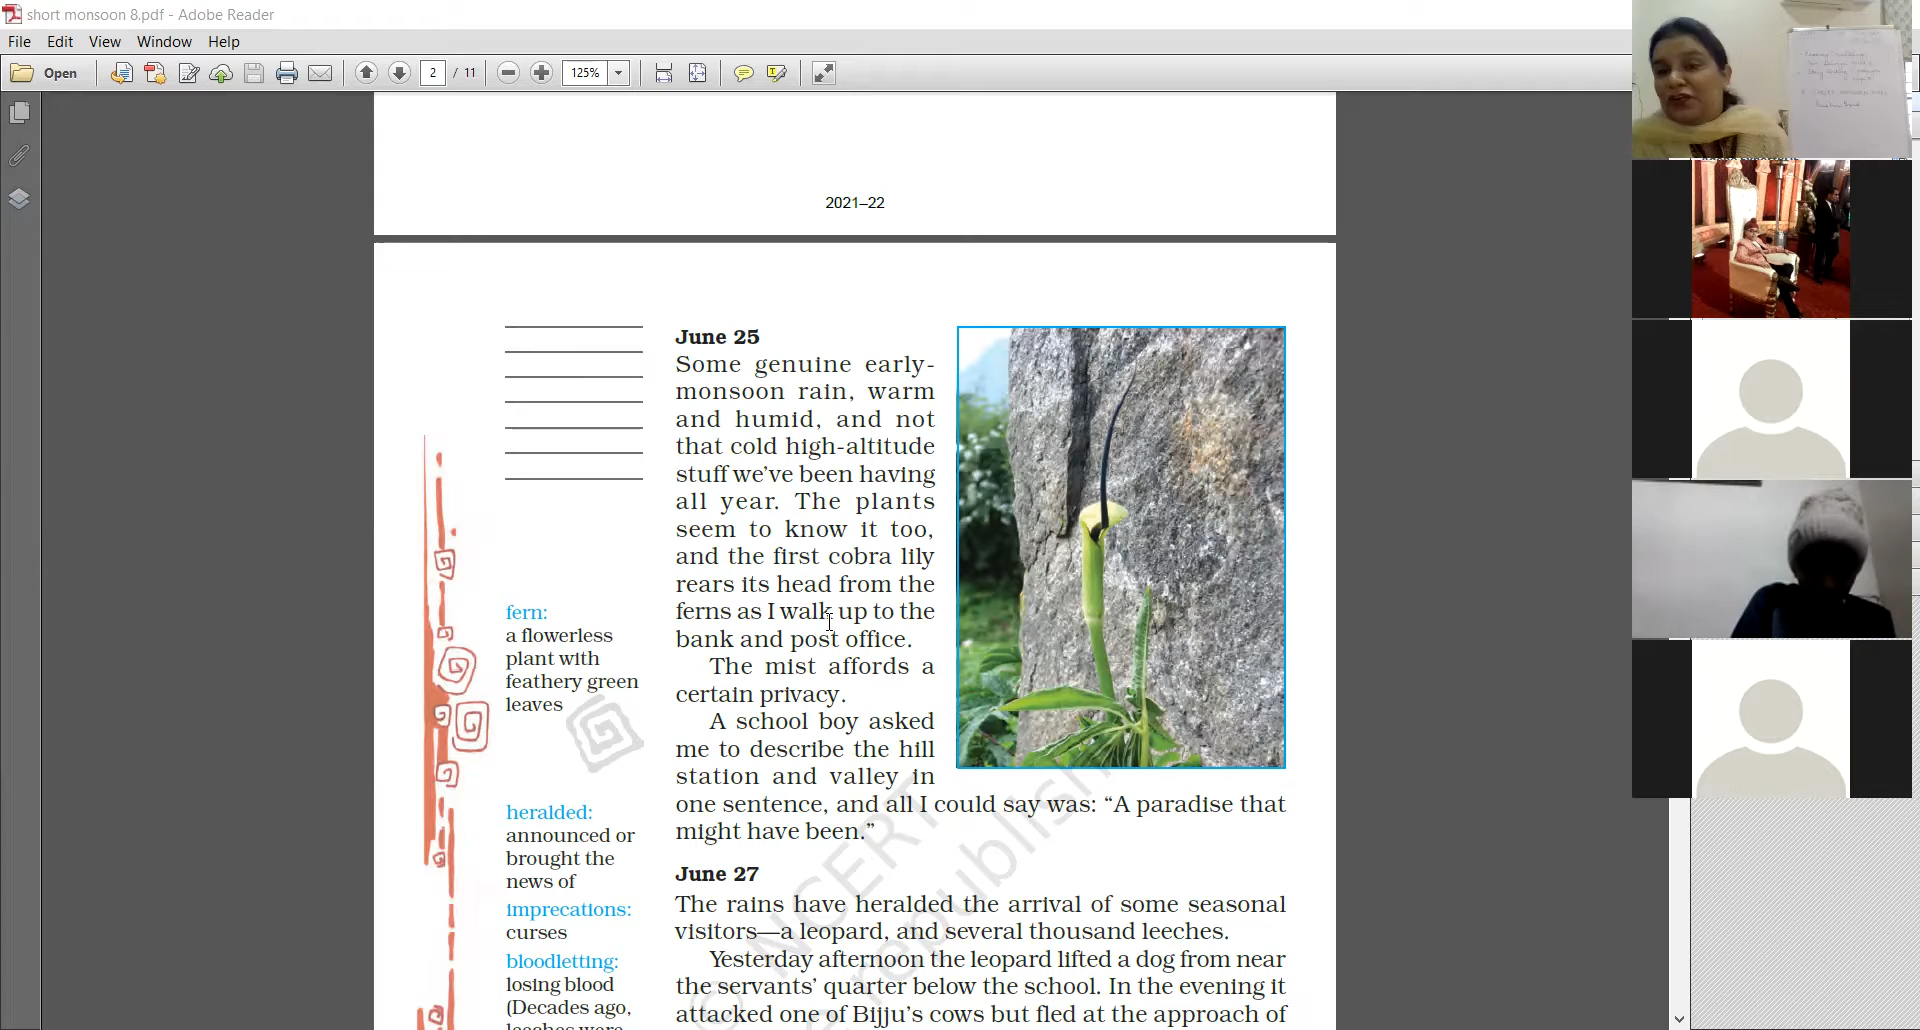 short monsoon 8.pdf - Adobe Reader
File Edit View Window Help
Open 2 / 11 125%
2021–22
June 25
Some genuine early-
monsoon rain, warm
and humid, and not
that cold high-altitude
stuff we’ve been having
all year. The plants
seem to know it too,
and the first cobra lily
rears its head from the
ferns as I walk up to the
bank and post office.
The mist affords a
certain privacy.
A school boy asked
me to describe the hill
station and valley in
one sentence, and all I could say was: “A paradise that
might have been.”
June 27
The rains have heralded the arrival of some seasonal
visitors—a leopard, and several thousand leeches.
Yesterday afternoon the leopard lifted a dog from near
the servants’ quarter below the school. In the evening it
attacked one of Bijju’s cows but fled at the approach of
fern:
a flowerless
plant with
feathery green
leaves
heralded:
announced or
brought the
news of
imprecations:
curses
bloodletting:
losing blood
(Decades ago,
leeches were
© NCERT
republish